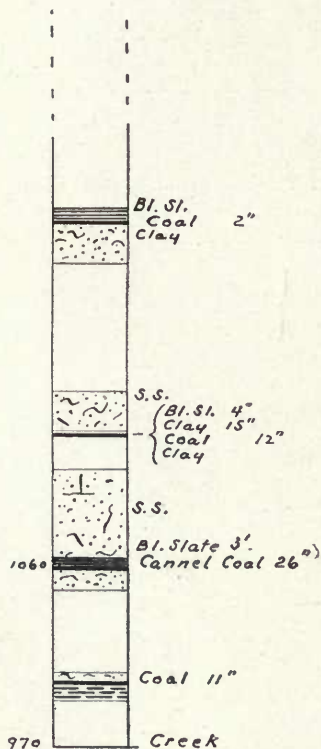 Bl. Sl.
Coal 2"
Clay
S.S.
Bl. Sl. 4"
Clay 15"
Coal 12"
Clay
S.S.
Bl. Slate 3'.
1060 Cannel Coal 26")
Coal 11"
970 Creek